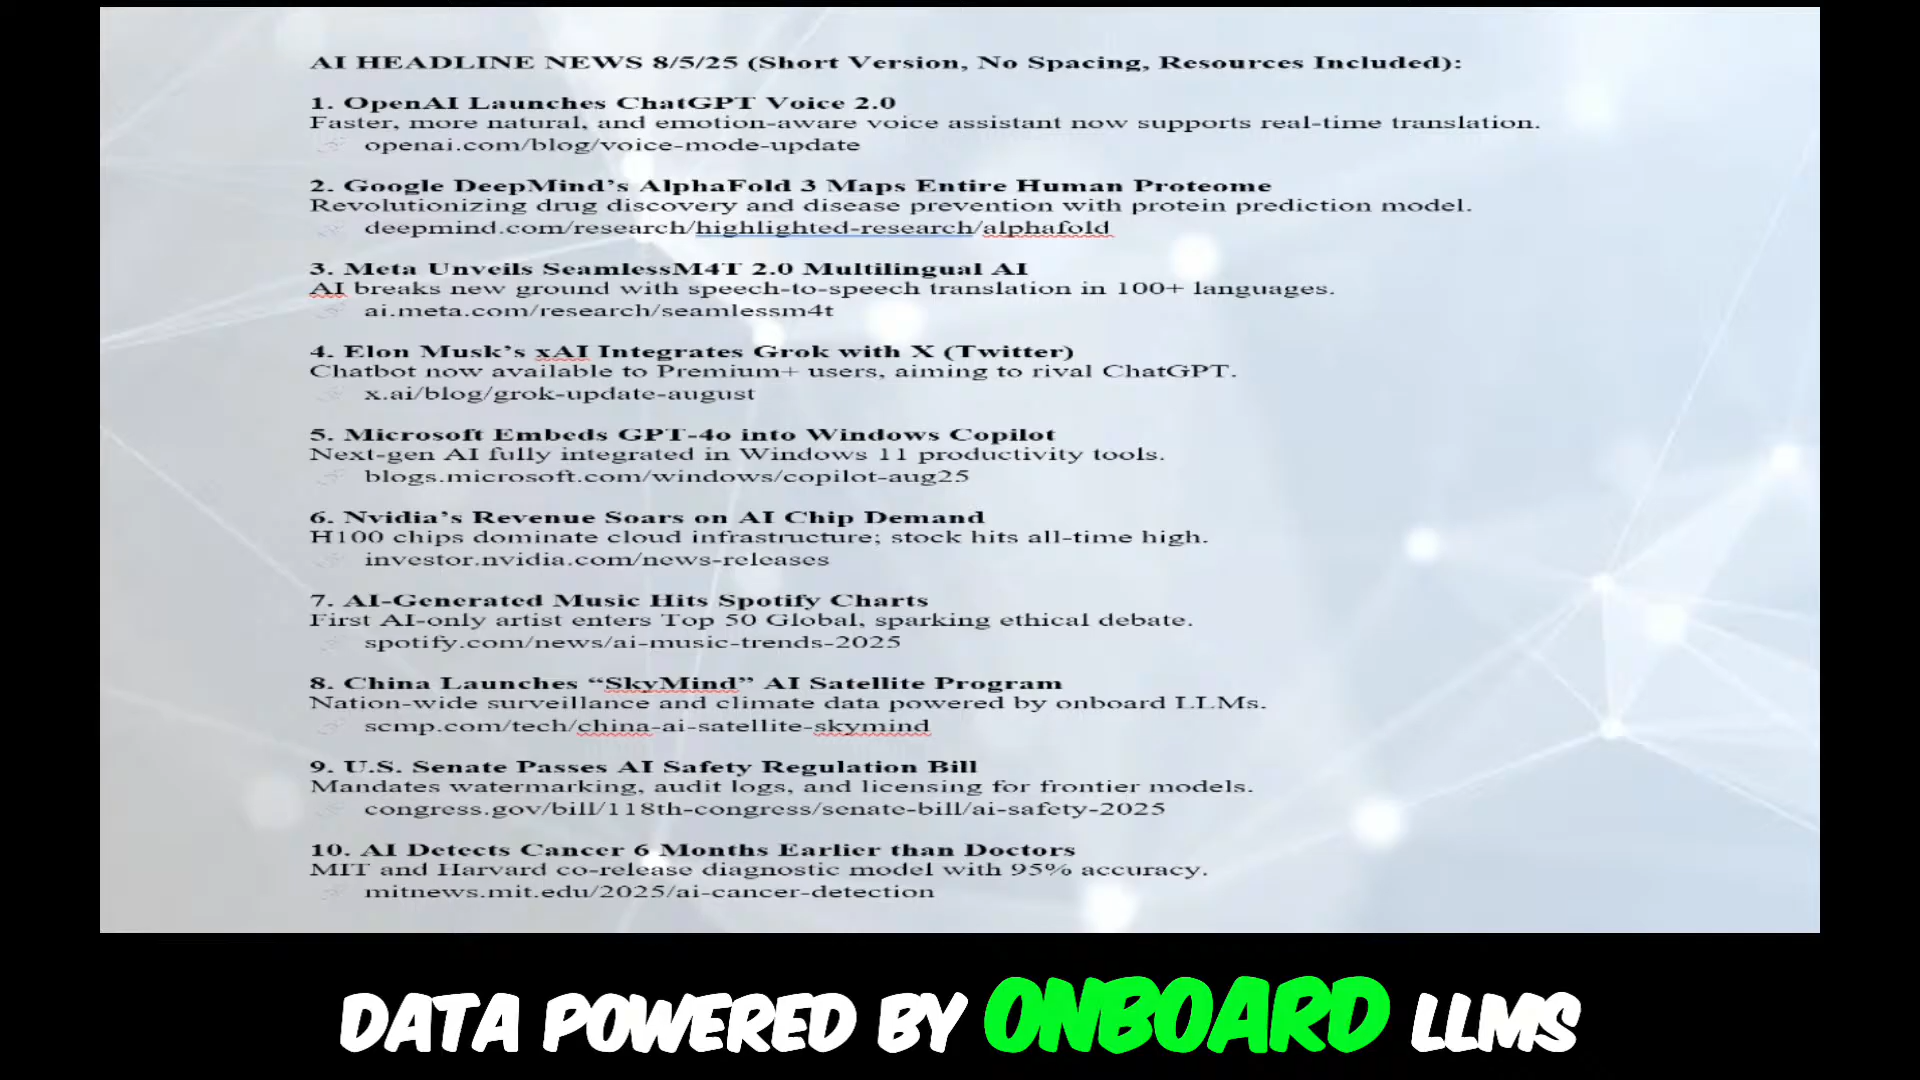 AI HEADLINE NEWS 8/5/25 (Short Version, No Spacing, Resources Included):
1. OpenAI Launches ChatGPT Voice 2.0
Faster, more natural, and emotion-aware voice assistant now supports real-time translation.
openai.com/blog/voice-mode-update
2. Google DeepMind’s AlphaFold 3 Maps Entire Human Proteome
Revolutionizing drug discovery and disease prevention with protein prediction model.
deepmind.com/research/highlighted-research/alphafold
3. Meta Unveils SeamlessM4T 2.0 Multilingual AI
AI breaks new ground with speech-to-speech translation in 100+ languages.
ai.meta.com/research/seamlessm4t
4. Elon Musk’s xAI Integrates Grok with X (Twitter)
Chatbot now available to Premium+ users, aiming to rival ChatGPT.
x.ai/blog/grok-update-august
5. Microsoft Embeds GPT-4o into Windows Copilot
Next-gen AI fully integrated in Windows 11 productivity tools.
blogs.microsoft.com/windows/copilot-aug25
6. Nvidia’s Revenue Soars on AI Chip Demand
H100 chips dominate cloud infrastructure; stock hits all-time high.
investor.nvidia.com/news-releases
7. AI-Generated Music Hits Spotify Charts
First AI-only artist enters Top 50 Global, sparking ethical debate.
spotify.com/news/ai-music-trends-2025
8. China Launches “SkyMind” AI Satellite Program
Nation-wide surveillance and climate data powered by onboard LLMs.
scmp.com/tech/china-ai-satellite-skymind
9. U.S. Senate Passes AI Safety Regulation Bill
Mandates watermarking, audit logs, and licensing for frontier models.
congress.gov/bill/118th-congress/senate-bill/ai-safety-2025
10. AI Detects Cancer 6 Months Earlier than Doctors
MIT and Harvard co-release diagnostic model with 95% accuracy.
mitnews.mit.edu/2025/ai-cancer-detection
DATA POWERED BY ONBOARD LLMS